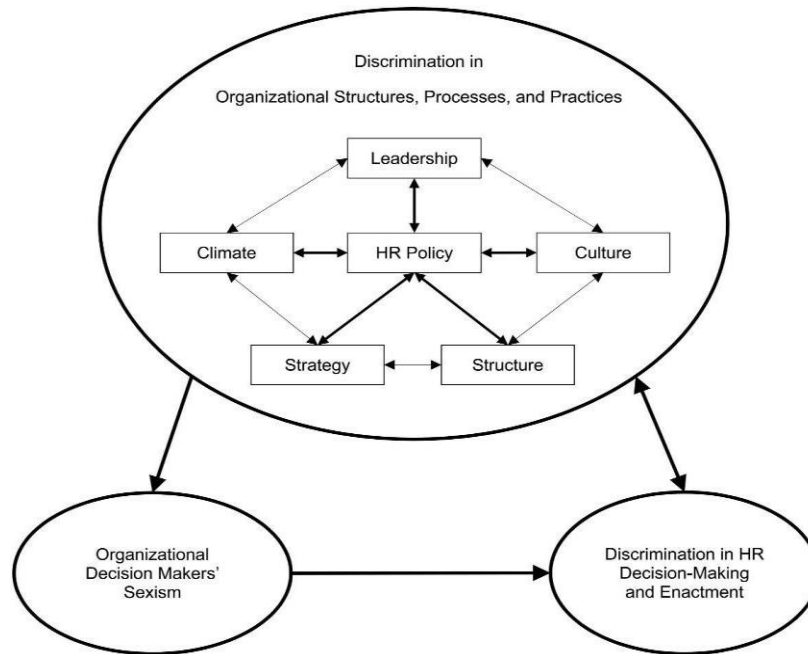 Discrimination in
Organizational Structures, Processes, and Practices
Leadership
Climate
HR Policy
Culture
Strategy
Structure
Organizational
Decision Makers’
Sexism
Discrimination in HR
Decision-Making
and Enactment